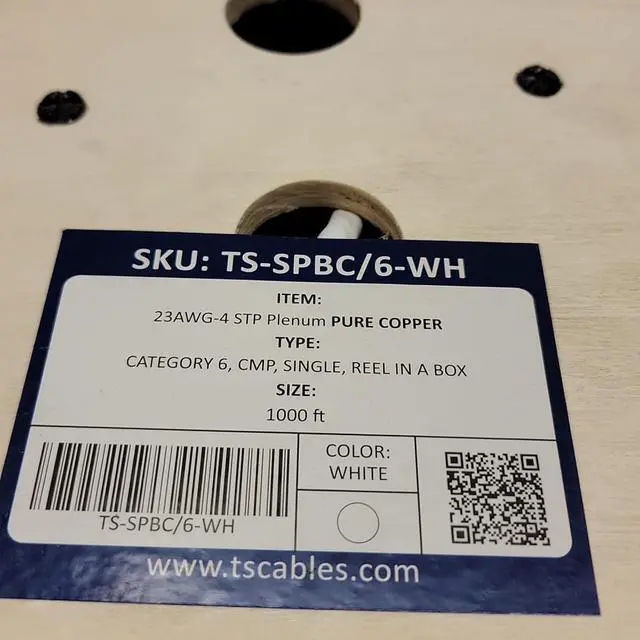 SKU: TS-SPBC/6-WH
ITEM:
23AWG-4 STP Plenum PURE COPPER
TYPE:
CATEGORY 6, CMP, SINGLE, REEL IN A BOX
SIZE:
1000 ft
TS-SPBC/6-WH
COLOR:
WHITE
www.tscables.com